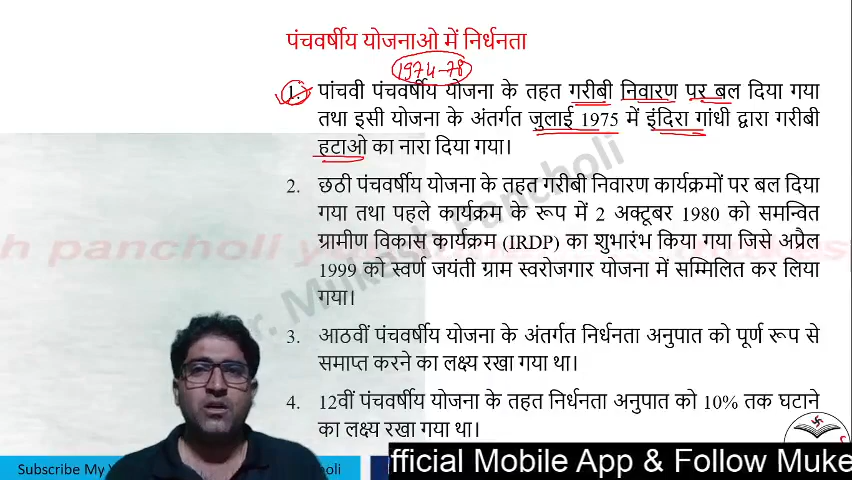 पंचवर्षीय योजनाओ में निर्धनता
1974-78
1. पांचवी पंचवर्षीय योजना के तहत गरीबी निवारण पर बल दिया गया
तथा इसी योजना के अंतर्गत जुलाई 1975 में इंदिरा गांधी द्वारा गरीबी
हटाओ का नारा दिया गया।
2. छठी पंचवर्षीय योजना के तहत गरीबी निवारण कार्यक्रमों पर बल दिया
गया तथा पहले कार्यक्रम के रूप में 2 अक्टूबर 1980 को समन्वित
ग्रामीण विकास कार्यक्रम (IRDP) का शुभारंभ किया गया जिसे अप्रैल
1999 को स्वर्ण जयंती ग्राम स्वरोजगार योजना में सम्मिलित कर लिया
गया।
3. आठवीं पंचवर्षीय योजना के अंतर्गत निर्धनता अनुपात को पूर्ण रूप से
समाप्त करने का लक्ष्य रखा गया था।
4. 12वीं पंचवर्षीय योजना के तहत निर्धनता अनुपात को 10% तक घटाने
का लक्ष्य रखा गया था।
r. Mukesh Pancholi
h pancholi
Subscribe My
fficial Mobile App & Follow Muke